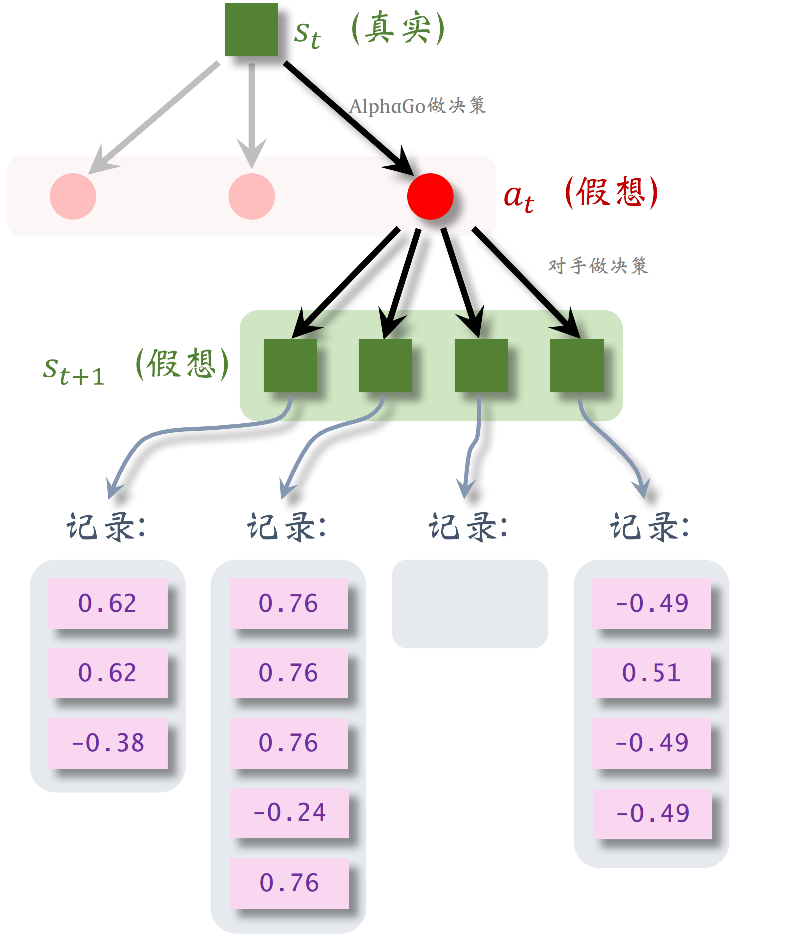 s_t (真实)
AlphaGo做决策
a_t (假想)
对手做决策
s_{t+1} (假想)
记录:
0.62
0.62
-0.38
记录:
0.76
0.76
0.76
-0.24
0.76
记录:
记录:
-0.49
0.51
-0.49
-0.49